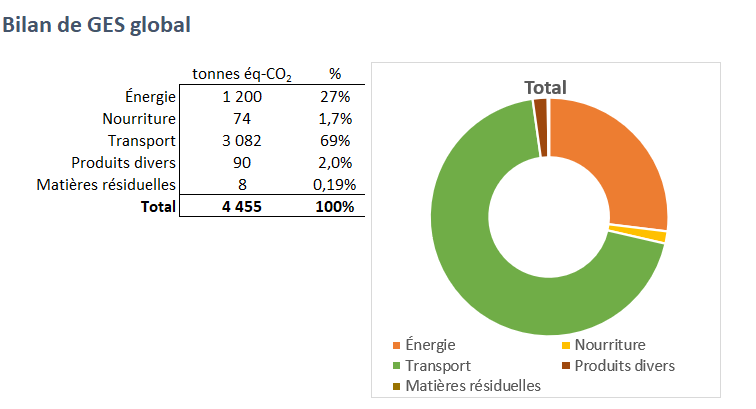 Bilan de GES global
tonnes éq-CO₂ %
Énergie 1 200 27%
Nourriture 74 1,7%
Transport 3 082 69%
Produits divers 90 2,0%
Matières résiduelles 8 0,19%
Total 4 455 100%
Total
Énergie Nourriture
Transport Produits divers
Matières résiduelles